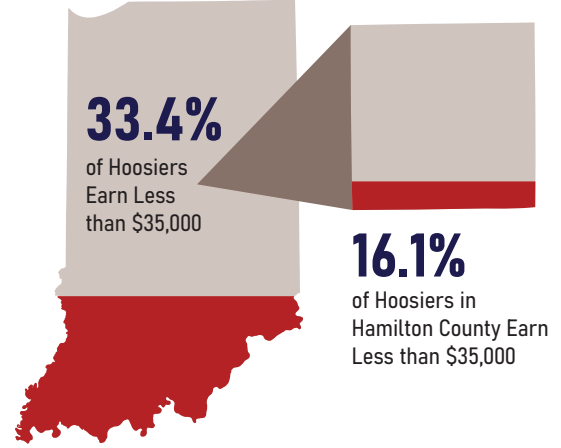 33.4%
of Hoosiers
Earn Less
than $35,000
16.1%
of Hoosiers in
Hamilton County Earn
Less than $35,000